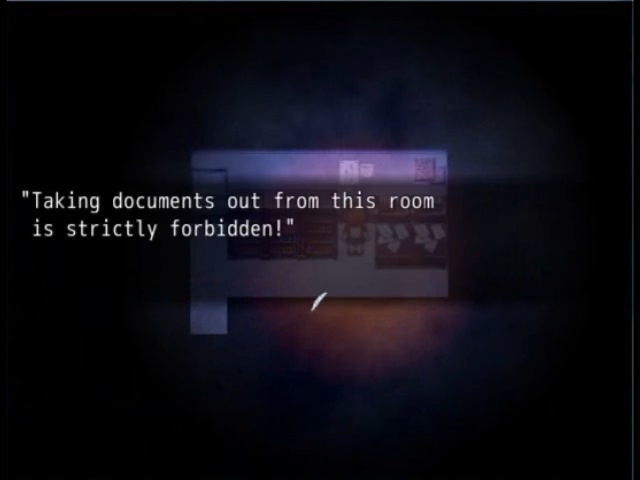 "Taking documents out from this room
is strictly forbidden!"